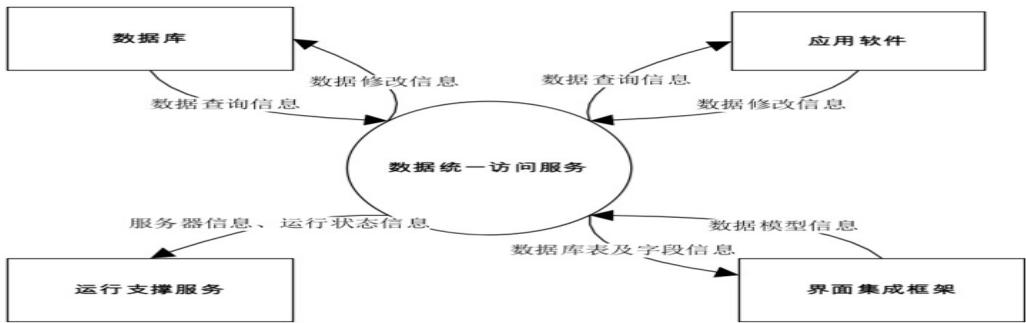 数据库
应用软件
数据修改信息
数据查询信息
数据查询信息
数据修改信息
数据统一访问服务
服务器信息、运行状态信息
数据模型信息
数据库表及字段信息
运行支撑服务
界面集成框架